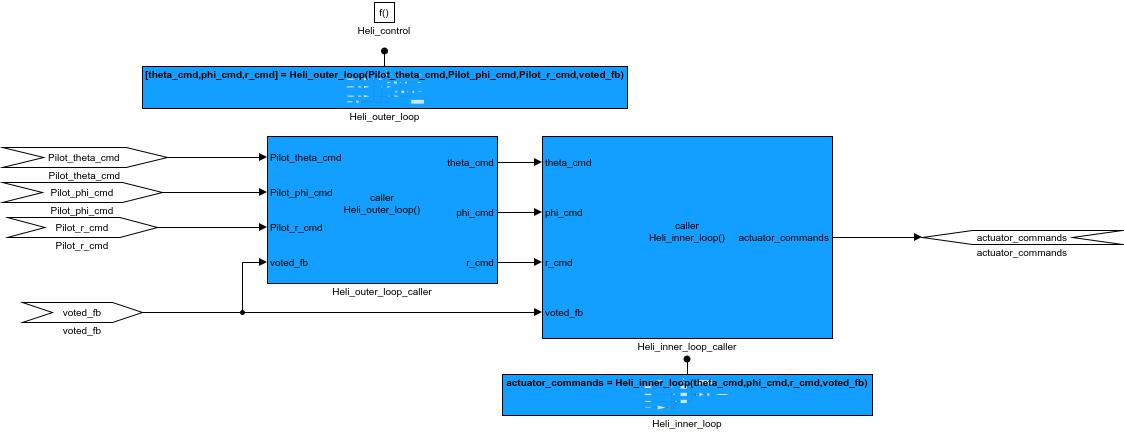 f()
Heli_control
[theta_cmd,phi_cmd,r_cmd] = Heli_outer_loop(Pilot_theta_cmd,Pilot_phi_cmd,Pilot_r_cmd,voted_fb)
Heli_outer_loop
Pilot_theta_cmd
Pilot_theta_cmd
Pilot_phi_cmd
Pilot_phi_cmd
Pilot_r_cmd
Pilot_r_cmd
voted_fb
voted_fb
Pilot_theta_cmd
Pilot_phi_cmd
Pilot_r_cmd
voted_fb
caller
Heli_outer_loop()
theta_cmd
phi_cmd
r_cmd
Heli_outer_loop_caller
theta_cmd
phi_cmd
r_cmd
voted_fb
caller
Heli_inner_loop()
actuator_commands
Heli_inner_loop_caller
actuator_commands
actuator_commands
actuator_commands = Heli_inner_loop(theta_cmd,phi_cmd,r_cmd,voted_fb)
Heli_inner_loop